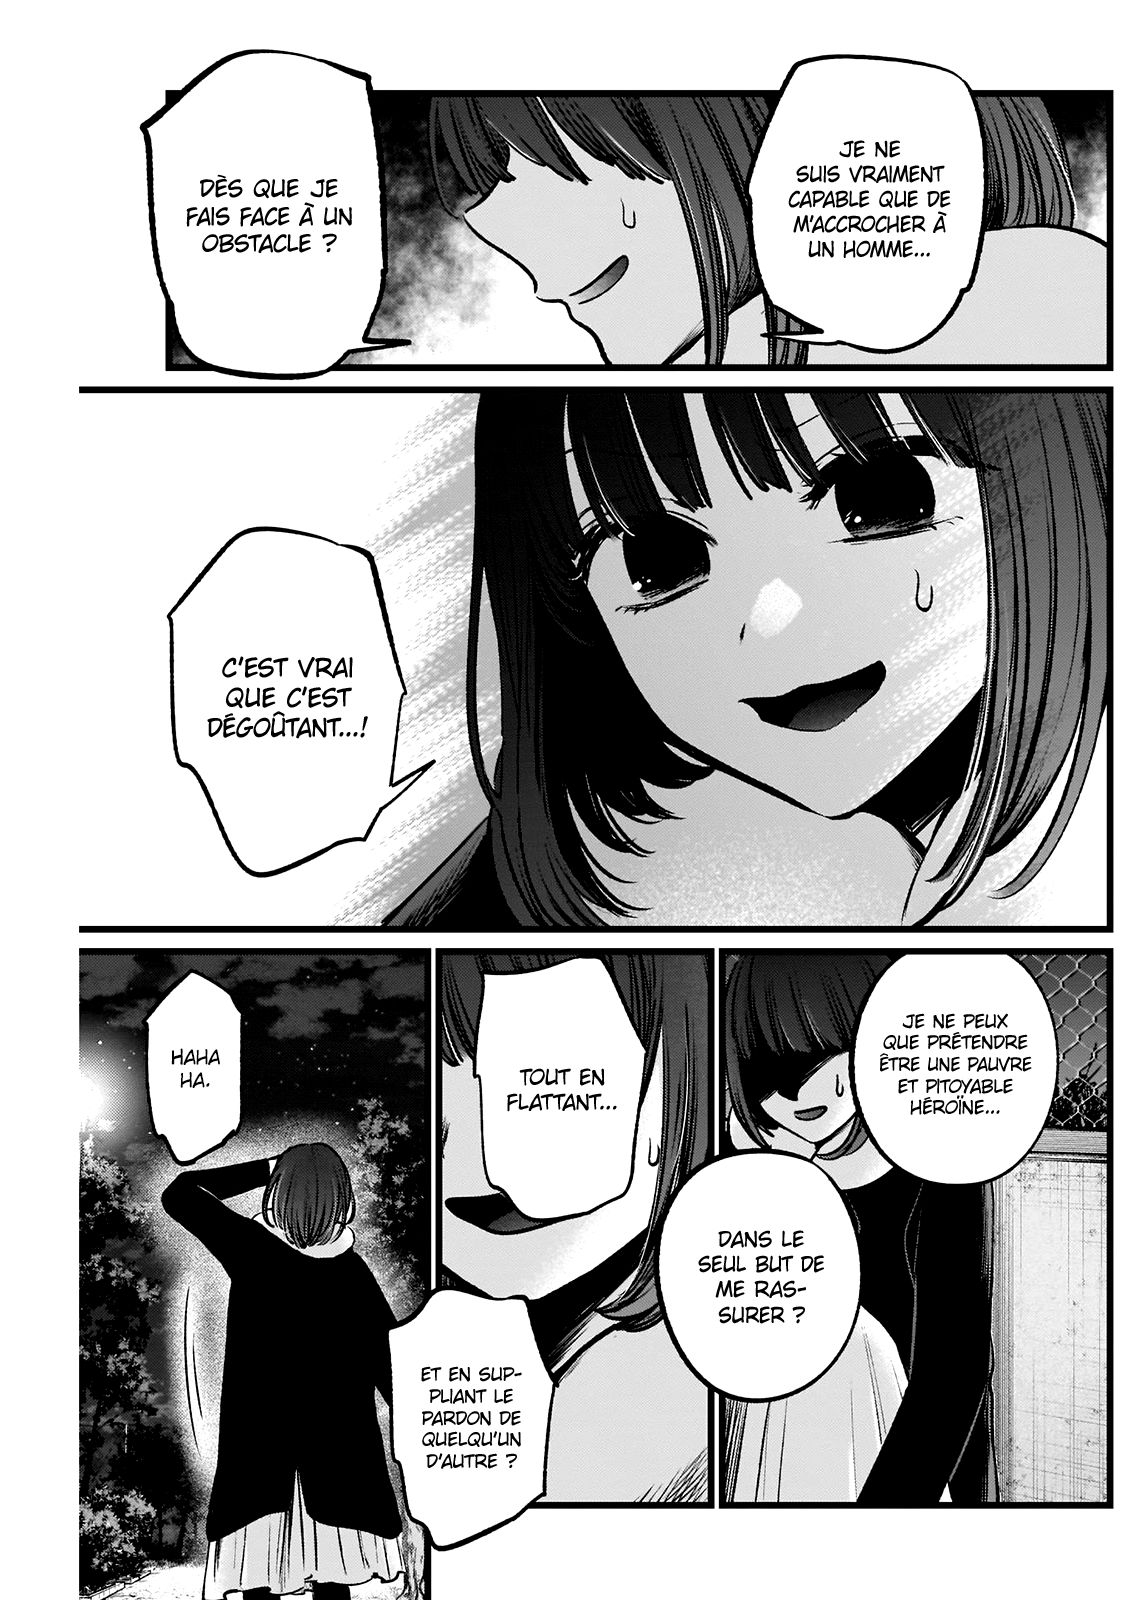 JE NE
SUIS VRAIMENT
CAPABLE QUE DE
M'ACCROCHER À
UN HOMME...
DÈS QUE JE
FAIS FACE À UN
OBSTACLE ?
C'EST VRAI
QUE C'EST
DÉGOÛTANT...!
JE NE PEUX
QUE PRÉTENDRE
ÊTRE UNE PAUVRE
ET PITOYABLE
HÉROÏNE...
DANS LE
SEUL BUT DE
ME RAS-
SURER ?
TOUT EN
FLATTANT...
ET EN SUP-
PLIANT LE
PARDON DE
QUELQU'UN
D'AUTRE ?
HAHA
HA.